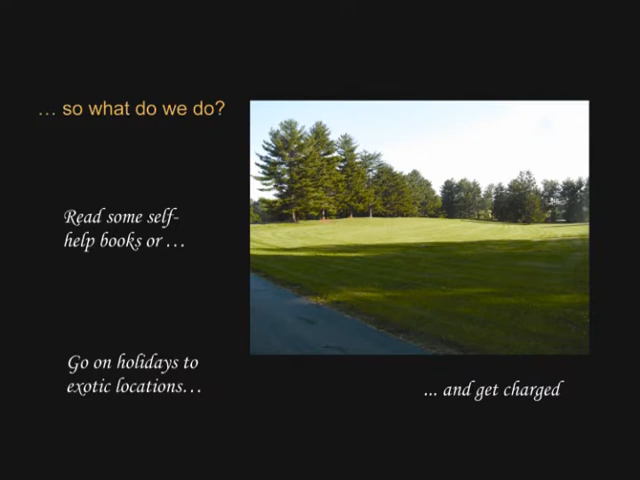 … so what do we do?
Read some self-
help books or …
Go on holidays to
exotic locations…
... and get charged